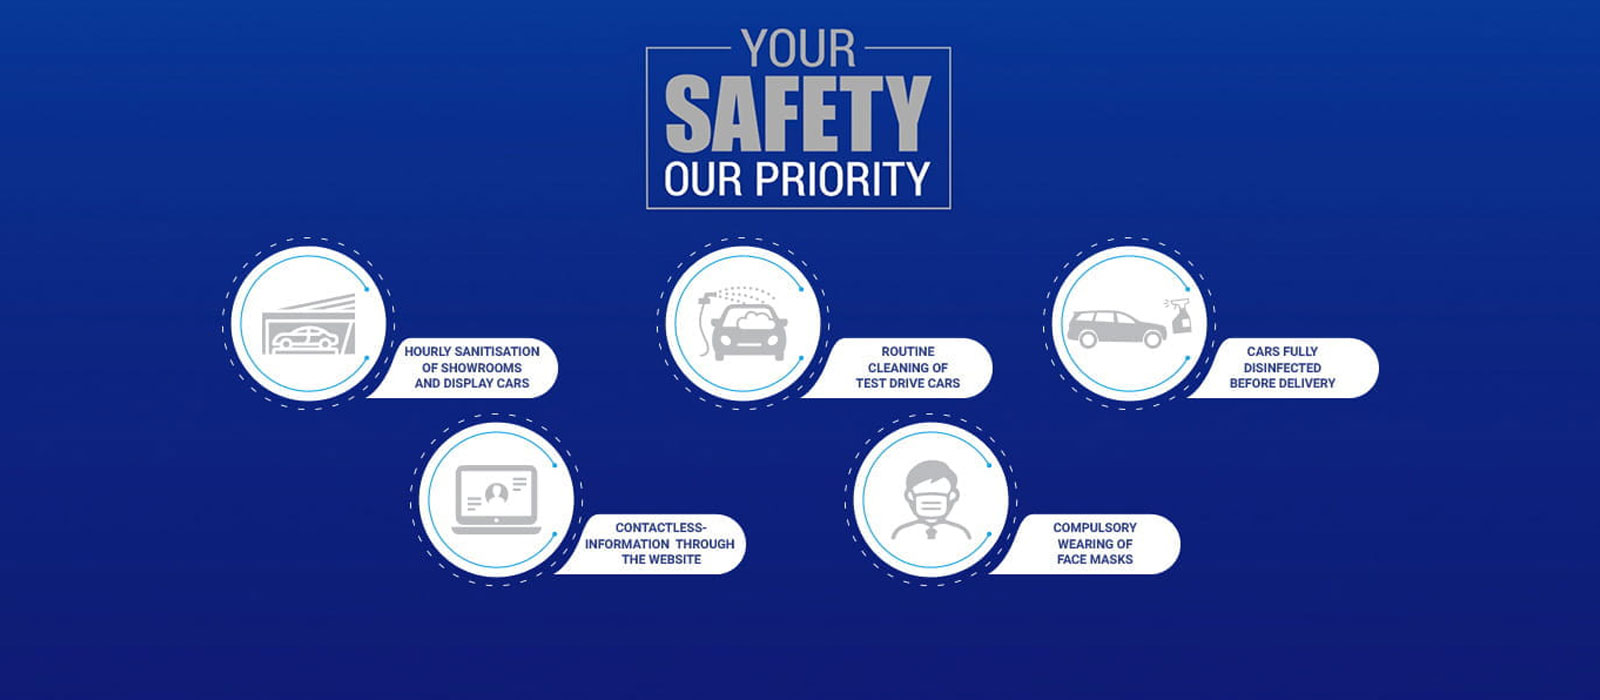 YOUR
SAFETY
OUR PRIORITY
HOURLY SANITISATION
OF SHOWROOMS
AND DISPLAY CARS
ROUTINE
CLEANING OF
TEST DRIVE CARS
CARS FULLY
DISINFECTED
BEFORE DELIVERY
CONTACTLESS-
INFORMATION THROUGH
THE WEBSITE
COMPULSORY
WEARING OF
FACE MASKS